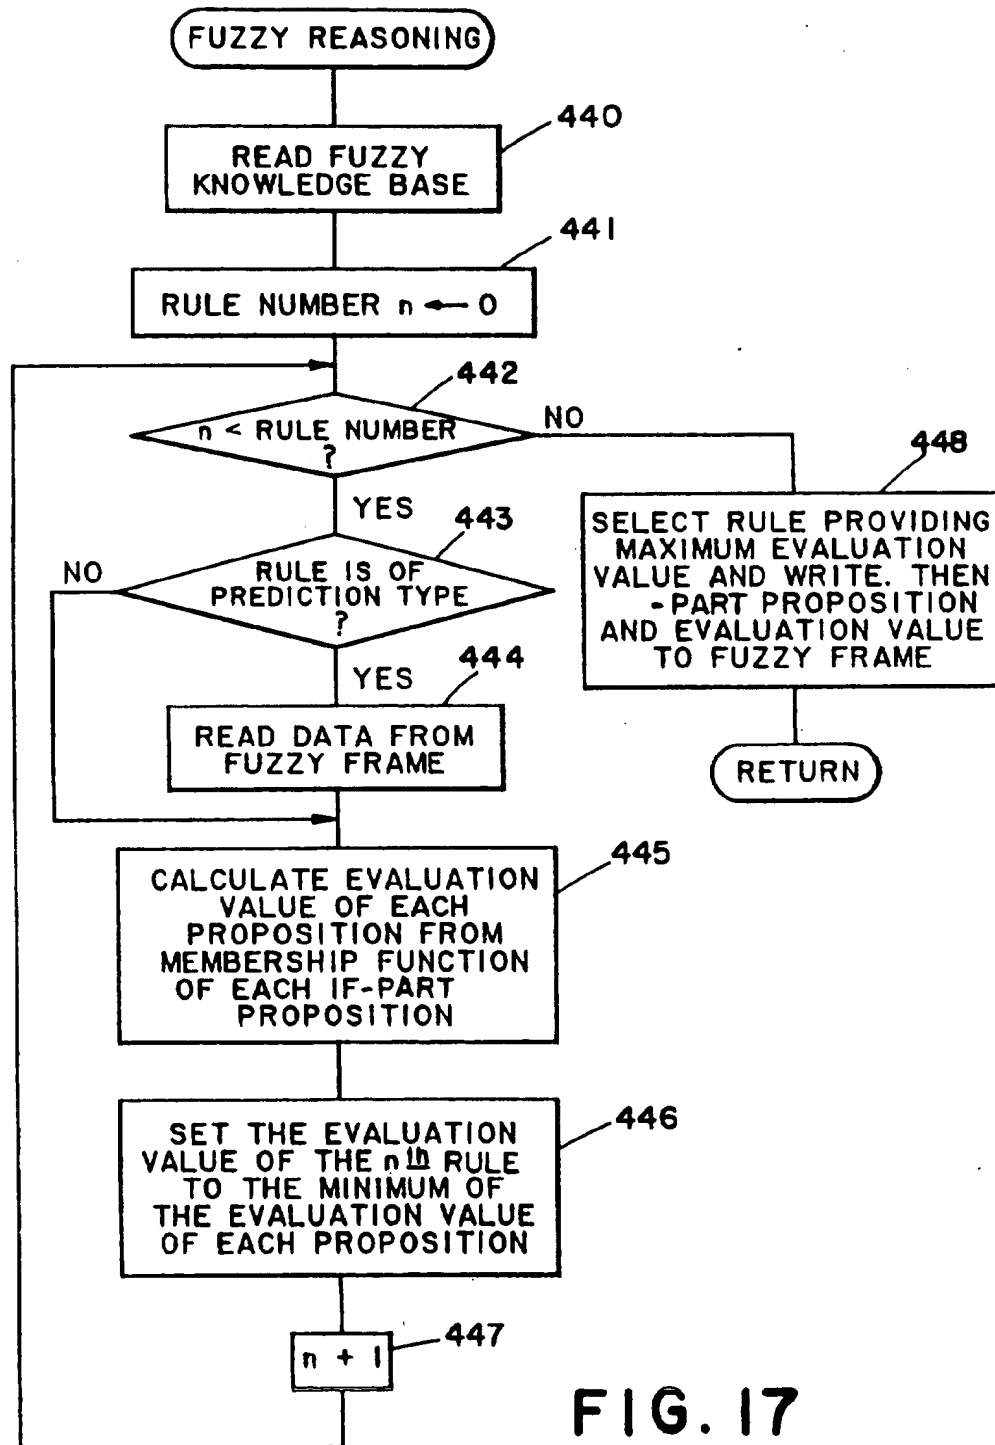 FUZZY REASONING
440
READ FUZZY
KNOWLEDGE BASE
441
RULE NUMBER n ← 0
442
n < RULE NUMBER
?
NO
YES
443
RULE IS OF
PREDICTION TYPE
?
NO
YES
444
READ DATA FROM
FUZZY FRAME
448
SELECT RULE PROVIDING
MAXIMUM EVALUATION
VALUE AND WRITE. THEN
-PART PROPOSITION
AND EVALUATION VALUE
TO FUZZY FRAME
RETURN
445
CALCULATE EVALUATION
VALUE OF EACH
PROPOSITION FROM
MEMBERSHIP FUNCTION
OF EACH IF-PART
PROPOSITION
446
SET THE EVALUATION
VALUE OF THE nth RULE
TO THE MINIMUM OF
THE EVALUATION VALUE
OF EACH PROPOSITION
447
n + 1
FIG. 17